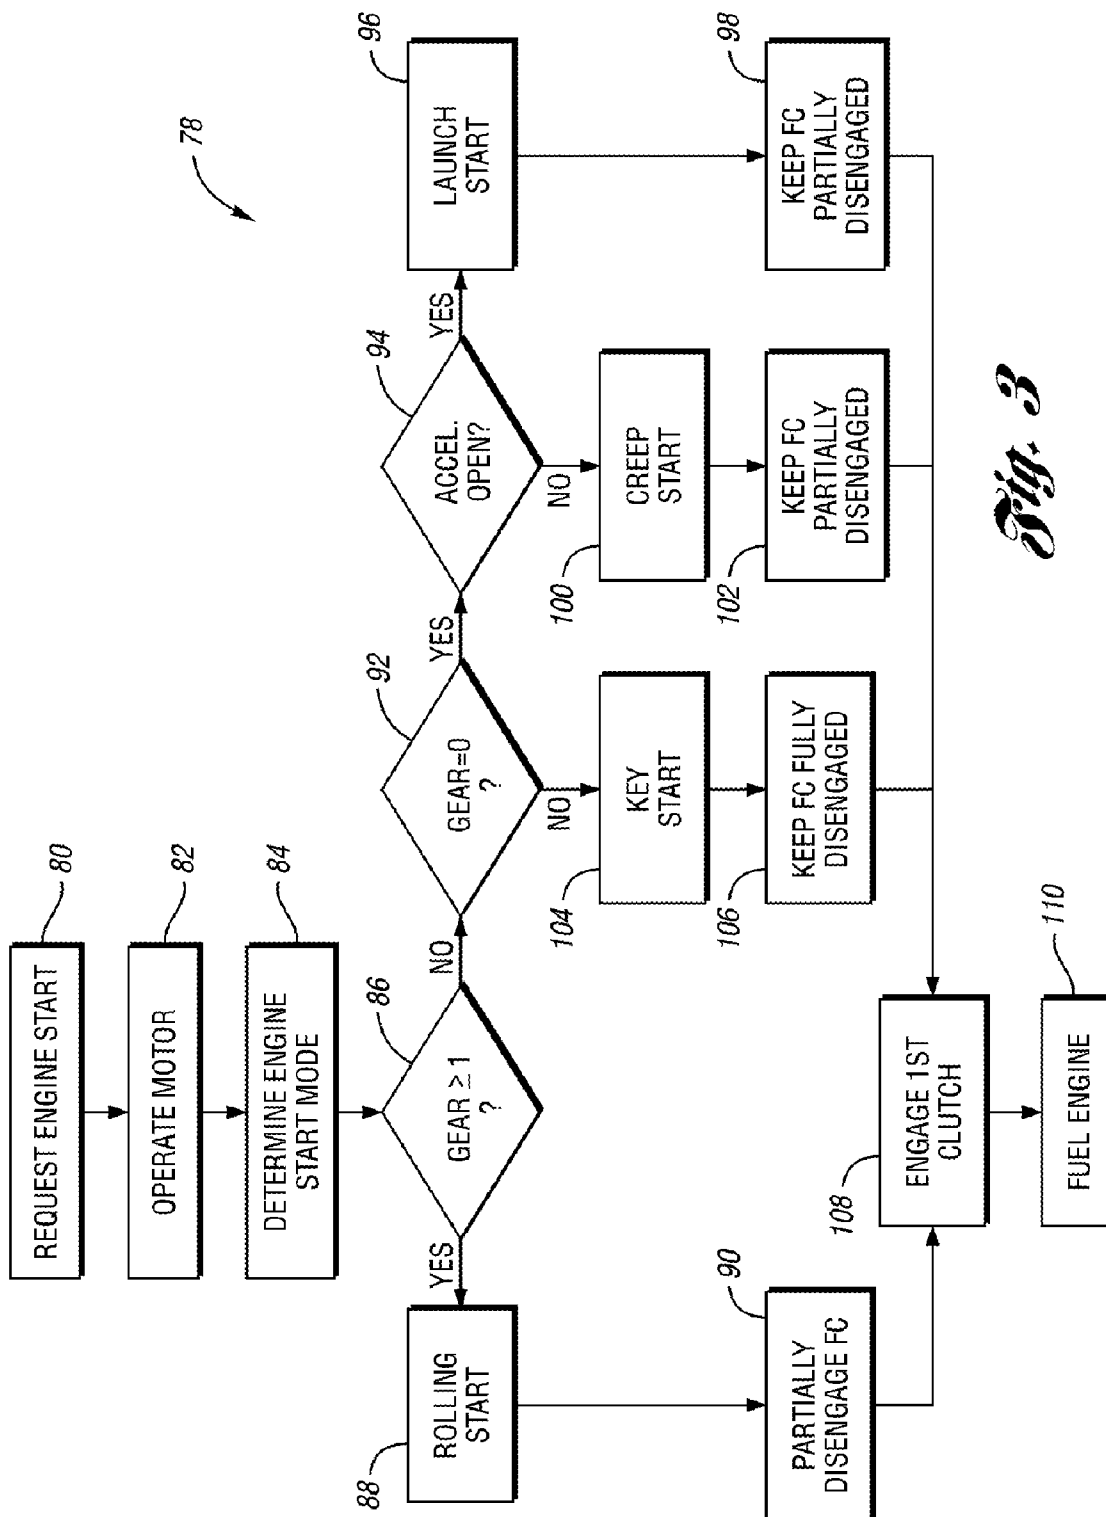 78
REQUEST ENGINE START
80
OPERATE MOTOR
82
DETERMINE ENGINE
START MODE
84
GEAR ≥ 1
?
86
YES
NO
ROLLING
START
88
PARTIALLY
DISENGAGE FC
90
GEAR=0
?
92
YES
NO
ACCEL.
OPEN?
94
YES
NO
LAUNCH
START
96
KEEP FC
PARTIALLY
DISENGAGED
98
CREEP
START
100
KEEP FC
PARTIALLY
DISENGAGED
102
KEY
START
104
KEEP FC FULLY
DISENGAGED
106
ENGAGE 1ST
CLUTCH
108
FUEL ENGINE
110
Fig. 3